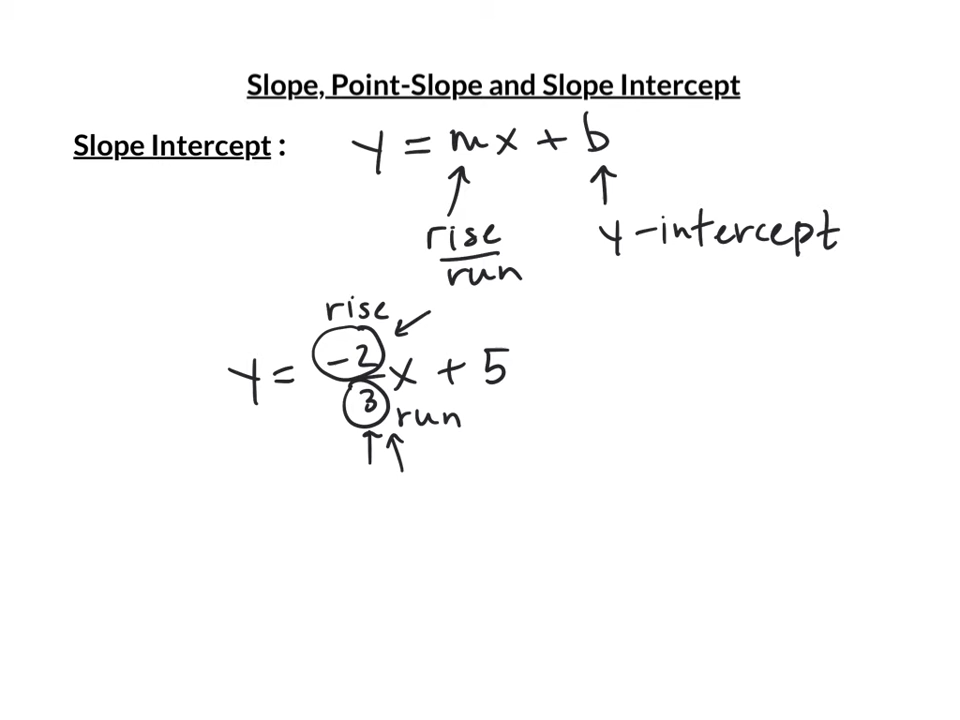 Slope, Point-Slope and Slope Intercept
Slope Intercept : y = mx + b
rise y-intercept
run
rise
y = -2/3 x + 5
run